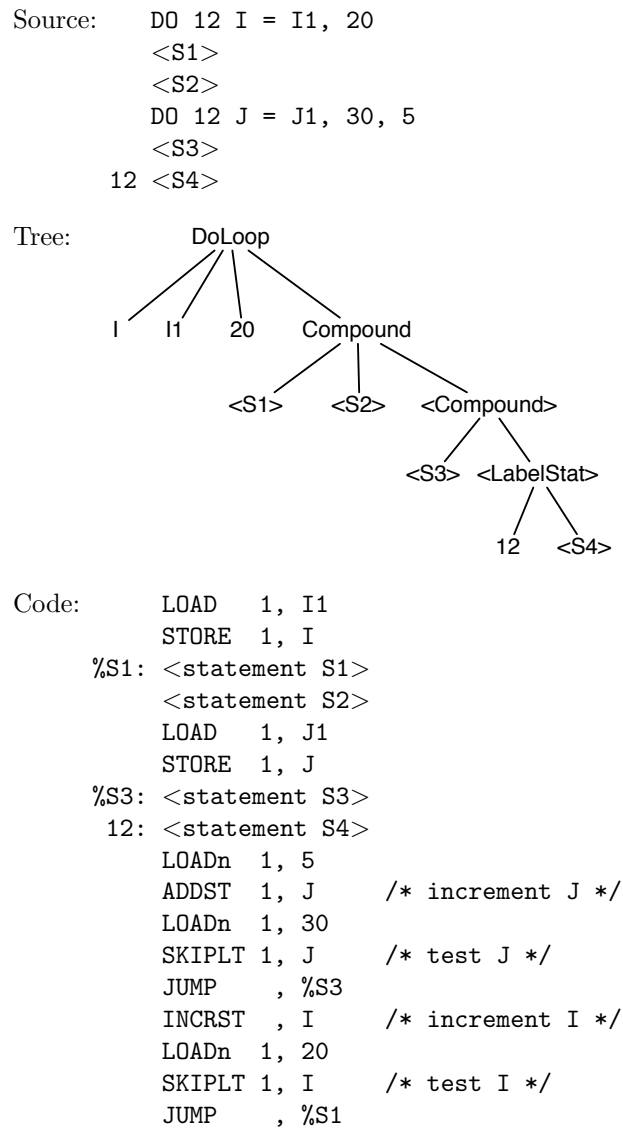 Source: DO 12 I = I1, 20
<S1>
<S2>
DO 12 J = J1, 30, 5
<S3>
12 <S4>
Tree: DoLoop
I I1 20 Compound
<S1> <S2> <Compound>
<S3> <LabelStat>
12 <S4>
Code: LOAD 1, I1
STORE 1, I
%S1: <statement S1>
<statement S2>
LOAD 1, J1
STORE 1, J
%S3: <statement S3>
12: <statement S4>
LOADn 1, 5
ADDST 1, J /* increment J */
LOADn 1, 30
SKIPLT 1, J /* test J */
JUMP , %S3
INCRST , I /* increment I */
LOADn 1, 20
SKIPLT 1, I /* test I */
JUMP , %S1